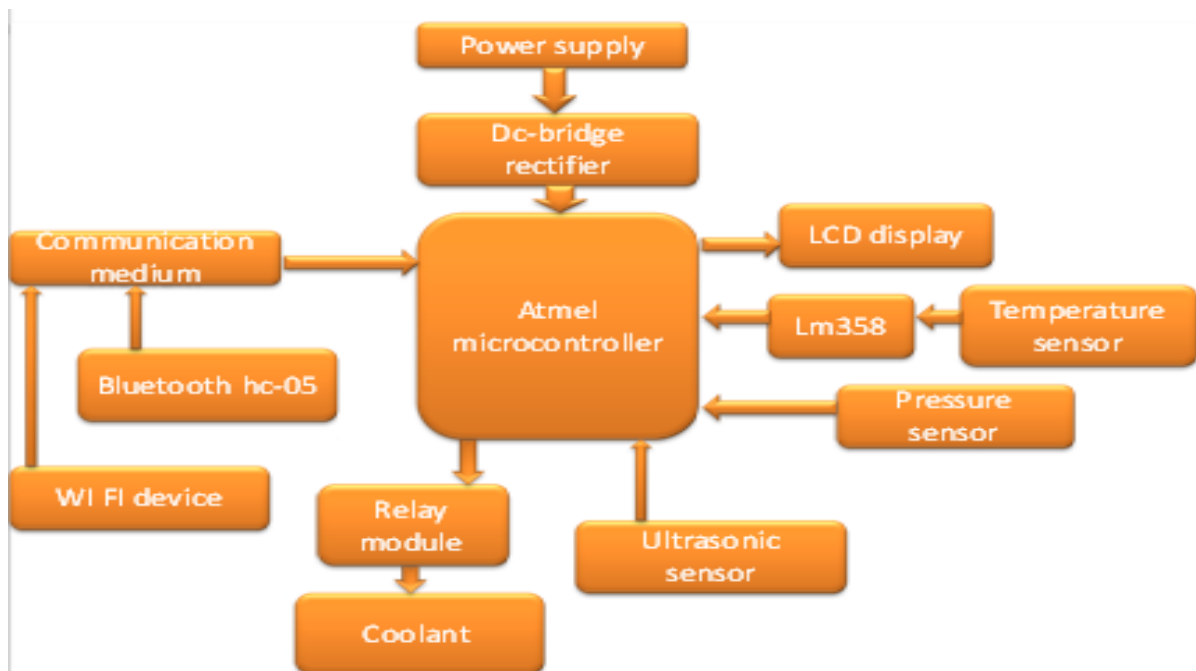 Power supply
Dc-bridge
rectifier
Communication
medium
Atmel
microcontroller
LCD display
Lm358
Temperature
sensor
Bluetooth hc-05
Pressure
sensor
WI FI device
Relay
module
Ultrasonic
sensor
Coolant